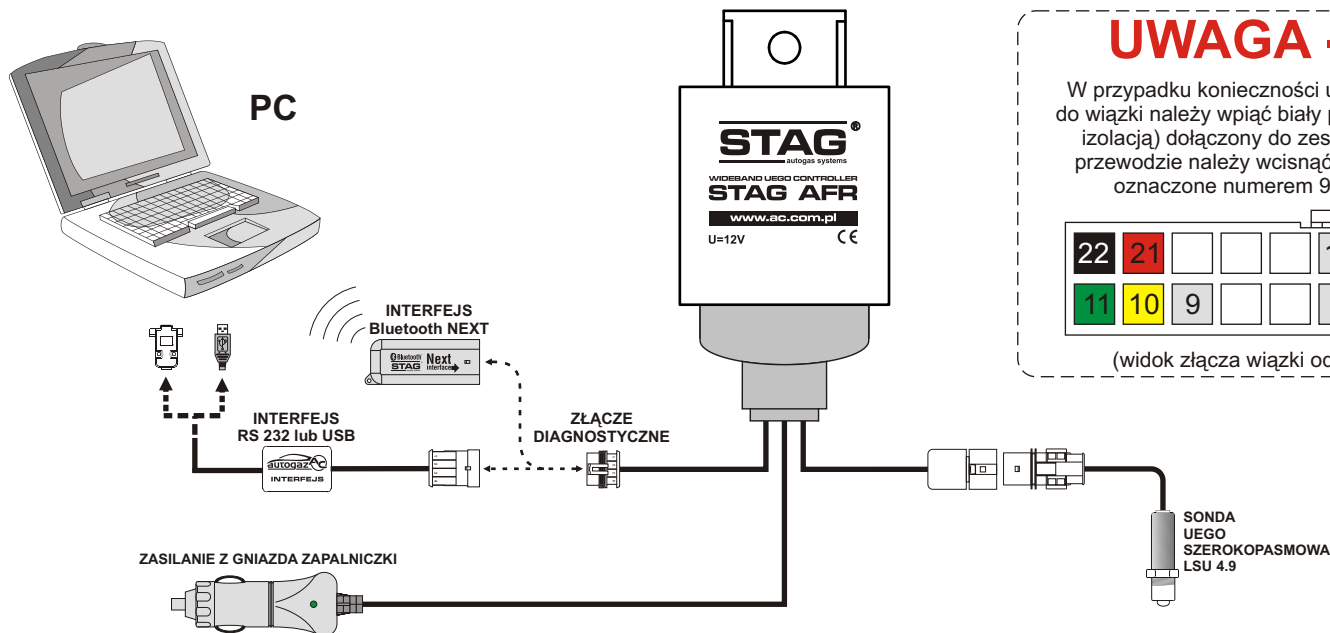 PC
INTERFEJS
Bluetooth NEXT
Bluetooth
STAG
Next
interface
INTERFEJS
RS 232 lub USB
autogaz AC
INTERFEJS
ZŁĄCZE
DIAGNOSTYCZNE
ZASILANIE Z GNIAZDA ZAPALNICZKI
STAG®
autogas systems
WIDEBAND UEGO CONTROLLER
STAG AFR
www.ac.com.pl
U=12V CE
SONDA
UEGO
SZEROKOPASMOWA
LSU 4.9
UWAGA -
W przypadku konieczności u
do wiązki należy wpiąć biały p
izolacją) dołączony do zes
przewodzie należy wcisnąć
oznaczone numerem 9
22 21 1
11 10 9
(widok złącza wiązki oc